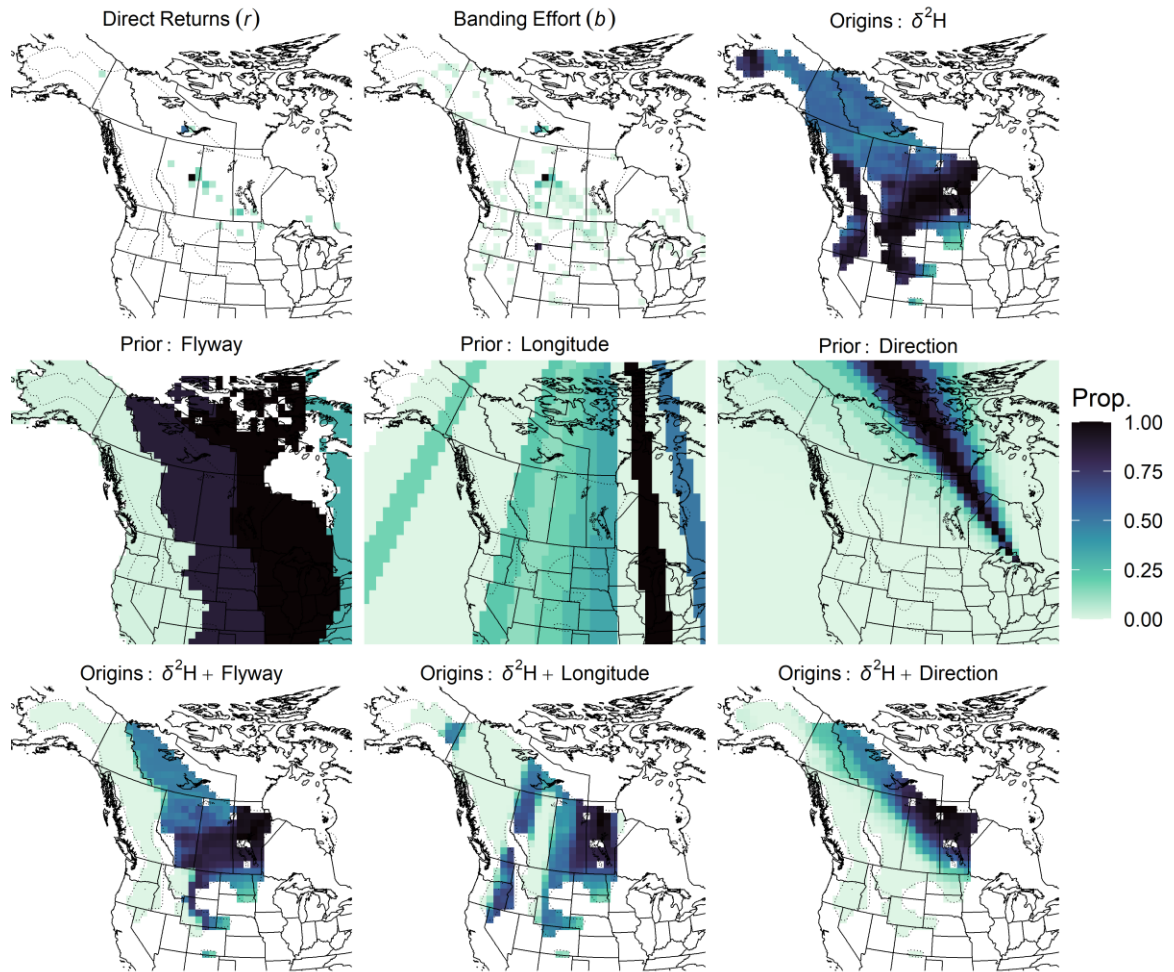 Direct Returns (r)
Banding Effort (b)
Origins : δ²H
Prior : Flyway
Prior : Longitude
Prior : Direction
Prop.
1.00
0.75
0.50
0.25
0.00
Origins : δ²H + Flyway
Origins : δ²H + Longitude
Origins : δ²H + Direction